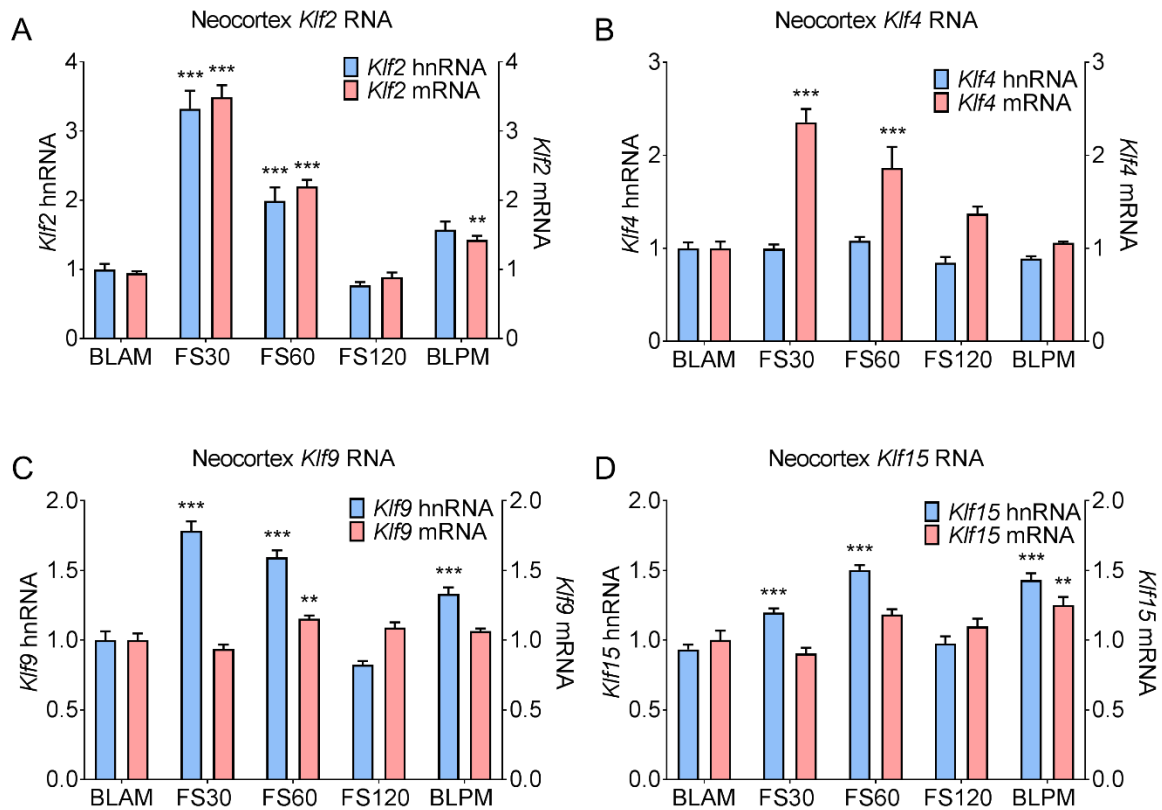 A
Neocortex Klf2 RNA
Klf2 hnRNA
Klf2 mRNA
*** *** *** *** **
4
3
2
1
0
Klf2 hnRNA
4
3
2
1
0
Klf2 mRNA
BLAM FS30 FS60 FS120 BLPM
B
Neocortex Klf4 RNA
Klf4 hnRNA
Klf4 mRNA
*** ***
3
2
1
0
Klf4 hnRNA
3
2
1
0
Klf4 mRNA
BLAM FS30 FS60 FS120 BLPM
C
Neocortex Klf9 RNA
Klf9 hnRNA
Klf9 mRNA
*** *** ** ***
2.0
1.5
1.0
0.5
0.0
Klf9 hnRNA
2.0
1.5
1.0
0.5
0.0
Klf9 mRNA
BLAM FS30 FS60 FS120 BLPM
D
Neocortex Klf15 RNA
Klf15 hnRNA
Klf15 mRNA
*** *** *** **
2.0
1.5
1.0
0.5
0.0
Klf15 hnRNA
2.0
1.5
1.0
0.5
0.0
Klf15 mRNA
BLAM FS30 FS60 FS120 BLPM